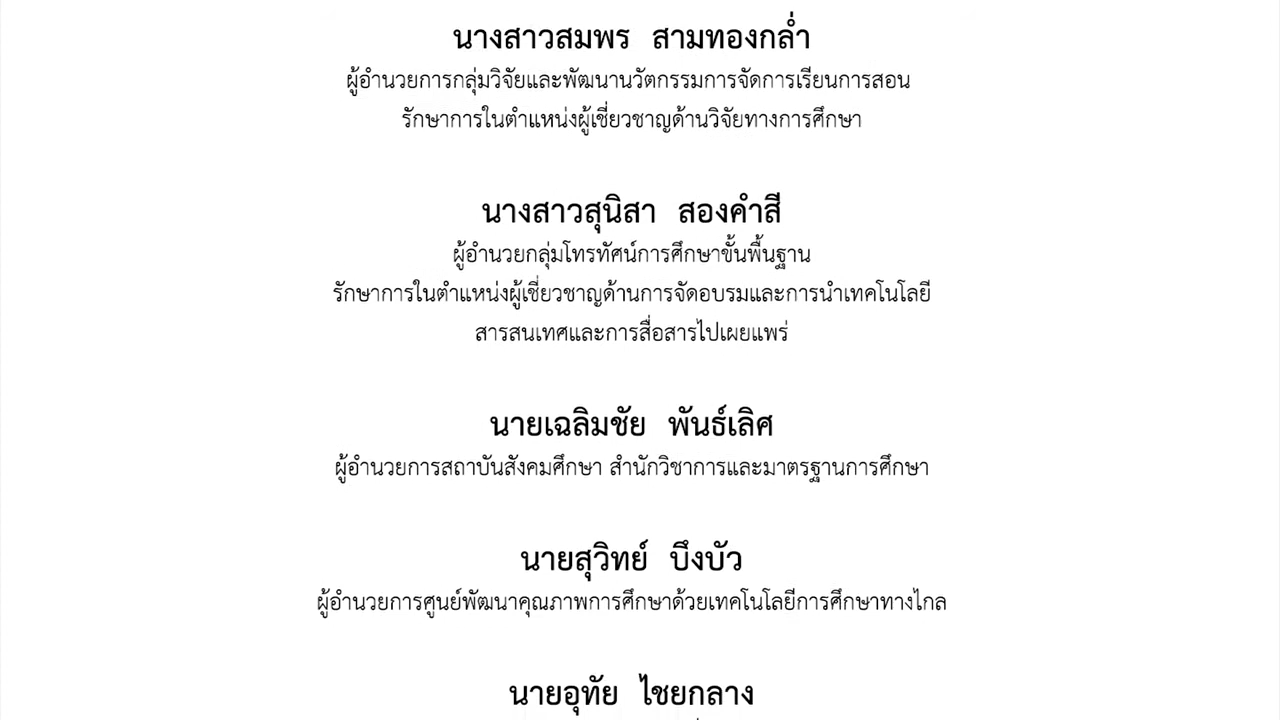 นางสาวสมพร สามทองกล่ำ
ผู้อำนวยการกลุ่มวิจัยและพัฒนานวัตกรรมการจัดการเรียนการสอน
รักษาการในตำแหน่งผู้เชี่ยวชาญด้านวิจัยทางการศึกษา
นางสาวสุนิสา สองคำสี
ผู้อำนวยกลุ่มโทรทัศน์การศึกษาขั้นพื้นฐาน
รักษาการในตำแหน่งผู้เชี่ยวชาญด้านการจัดอบรมและการนำเทคโนโลยี
สารสนเทศและการสื่อสารไปเผยแพร่
นายเฉลิมชัย พันธ์เลิศ
ผู้อำนวยการสถาบันสังคมศึกษา สำนักวิชาการและมาตรฐานการศึกษา
นายสุวิทย์ บึงบัว
ผู้อำนวยการศูนย์พัฒนาคุณภาพการศึกษาด้วยเทคโนโลยีการศึกษาทางไกล
นายอุทัย ไชยกลาง